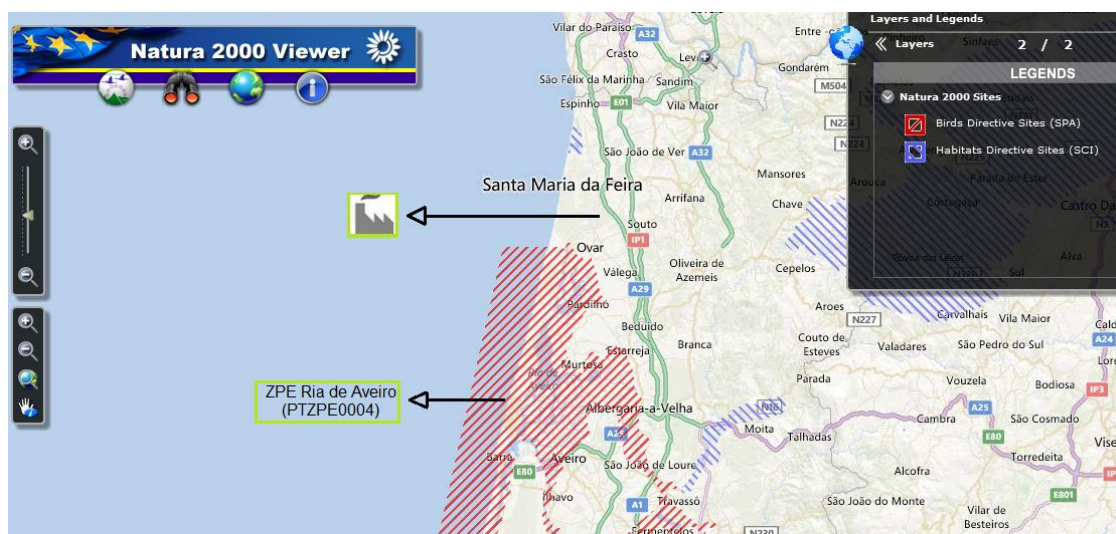 Natura 2000 Viewer
Layers and Legends
Layers 2 / 2
LEGENDS
Natura 2000 Sites
Birds Directive Sites (SPA)
Habitats Directive Sites (SCI)
Vilar do Paraíso
A32
Crasto
Entre
Gondarém
M504
São Félix da Marinha
Sandim
Espinho
E01
Vila Maior
N224
São João de Ver
A32
Mansores
Arouca
Santa Maria da Feira
Arrifana
Chave
Souto
IP1
Ovar
Válega
Oliveira de
Azemeis
Cepelos
Sul
Alva
A29
Pardilhó
Aroes
N227
Carvalhais
Vila Maior
Beduído
Branca
Couto de
Esteves
Valadares
São Pedro do Sul
A24
Estarreja
Murtosa
Ria de
Aveiro
Parada
Vouzela
Bodiosa
IP3
ZPE Ria de Aveiro
(PTZPE0004)
Albergaria-a-Velha
N16
A25
Moita
Talhadas
Cambra
A25
São Cosmado
E80
Torredeita
Barra
E80
Aveiro
São João de Loure
Alcofra
E801
Ílhavo
A1
Travassô
São João do Monte
Vilar de
Besteiros
Fermentelos
N230